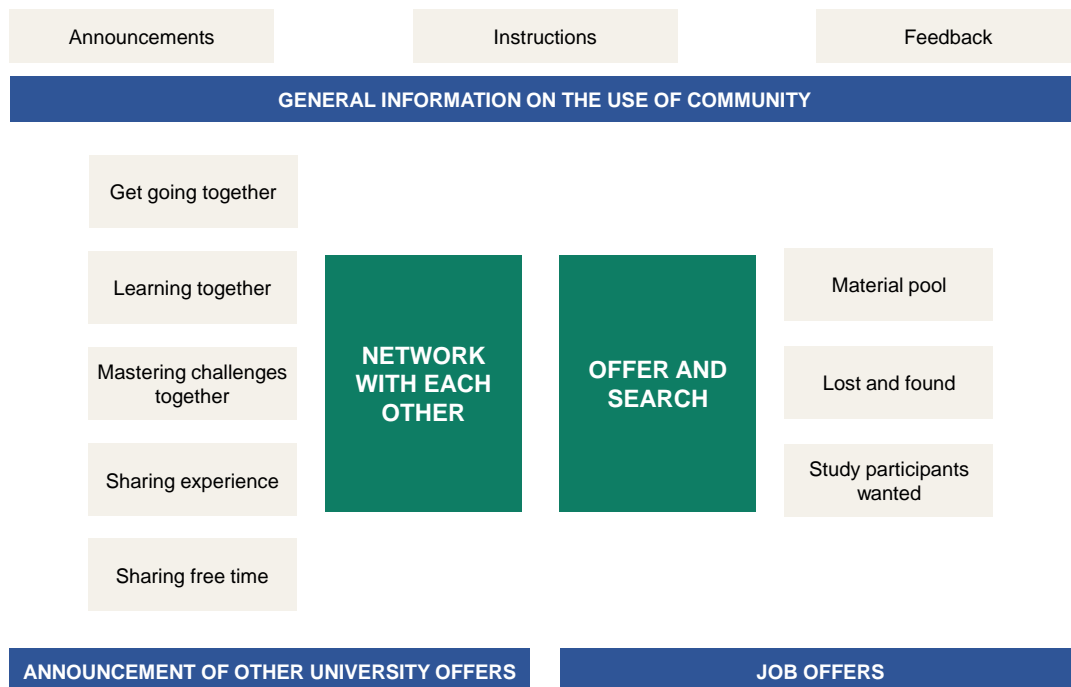 Announcements
Instructions
Feedback
GENERAL INFORMATION ON THE USE OF COMMUNITY
Get going together
Learning together
Mastering challenges
together
Sharing experience
Sharing free time
NETWORK
WITH EACH
OTHER
OFFER AND
SEARCH
Material pool
Lost and found
Study participants
wanted
ANNOUNCEMENT OF OTHER UNIVERSITY OFFERS
JOB OFFERS